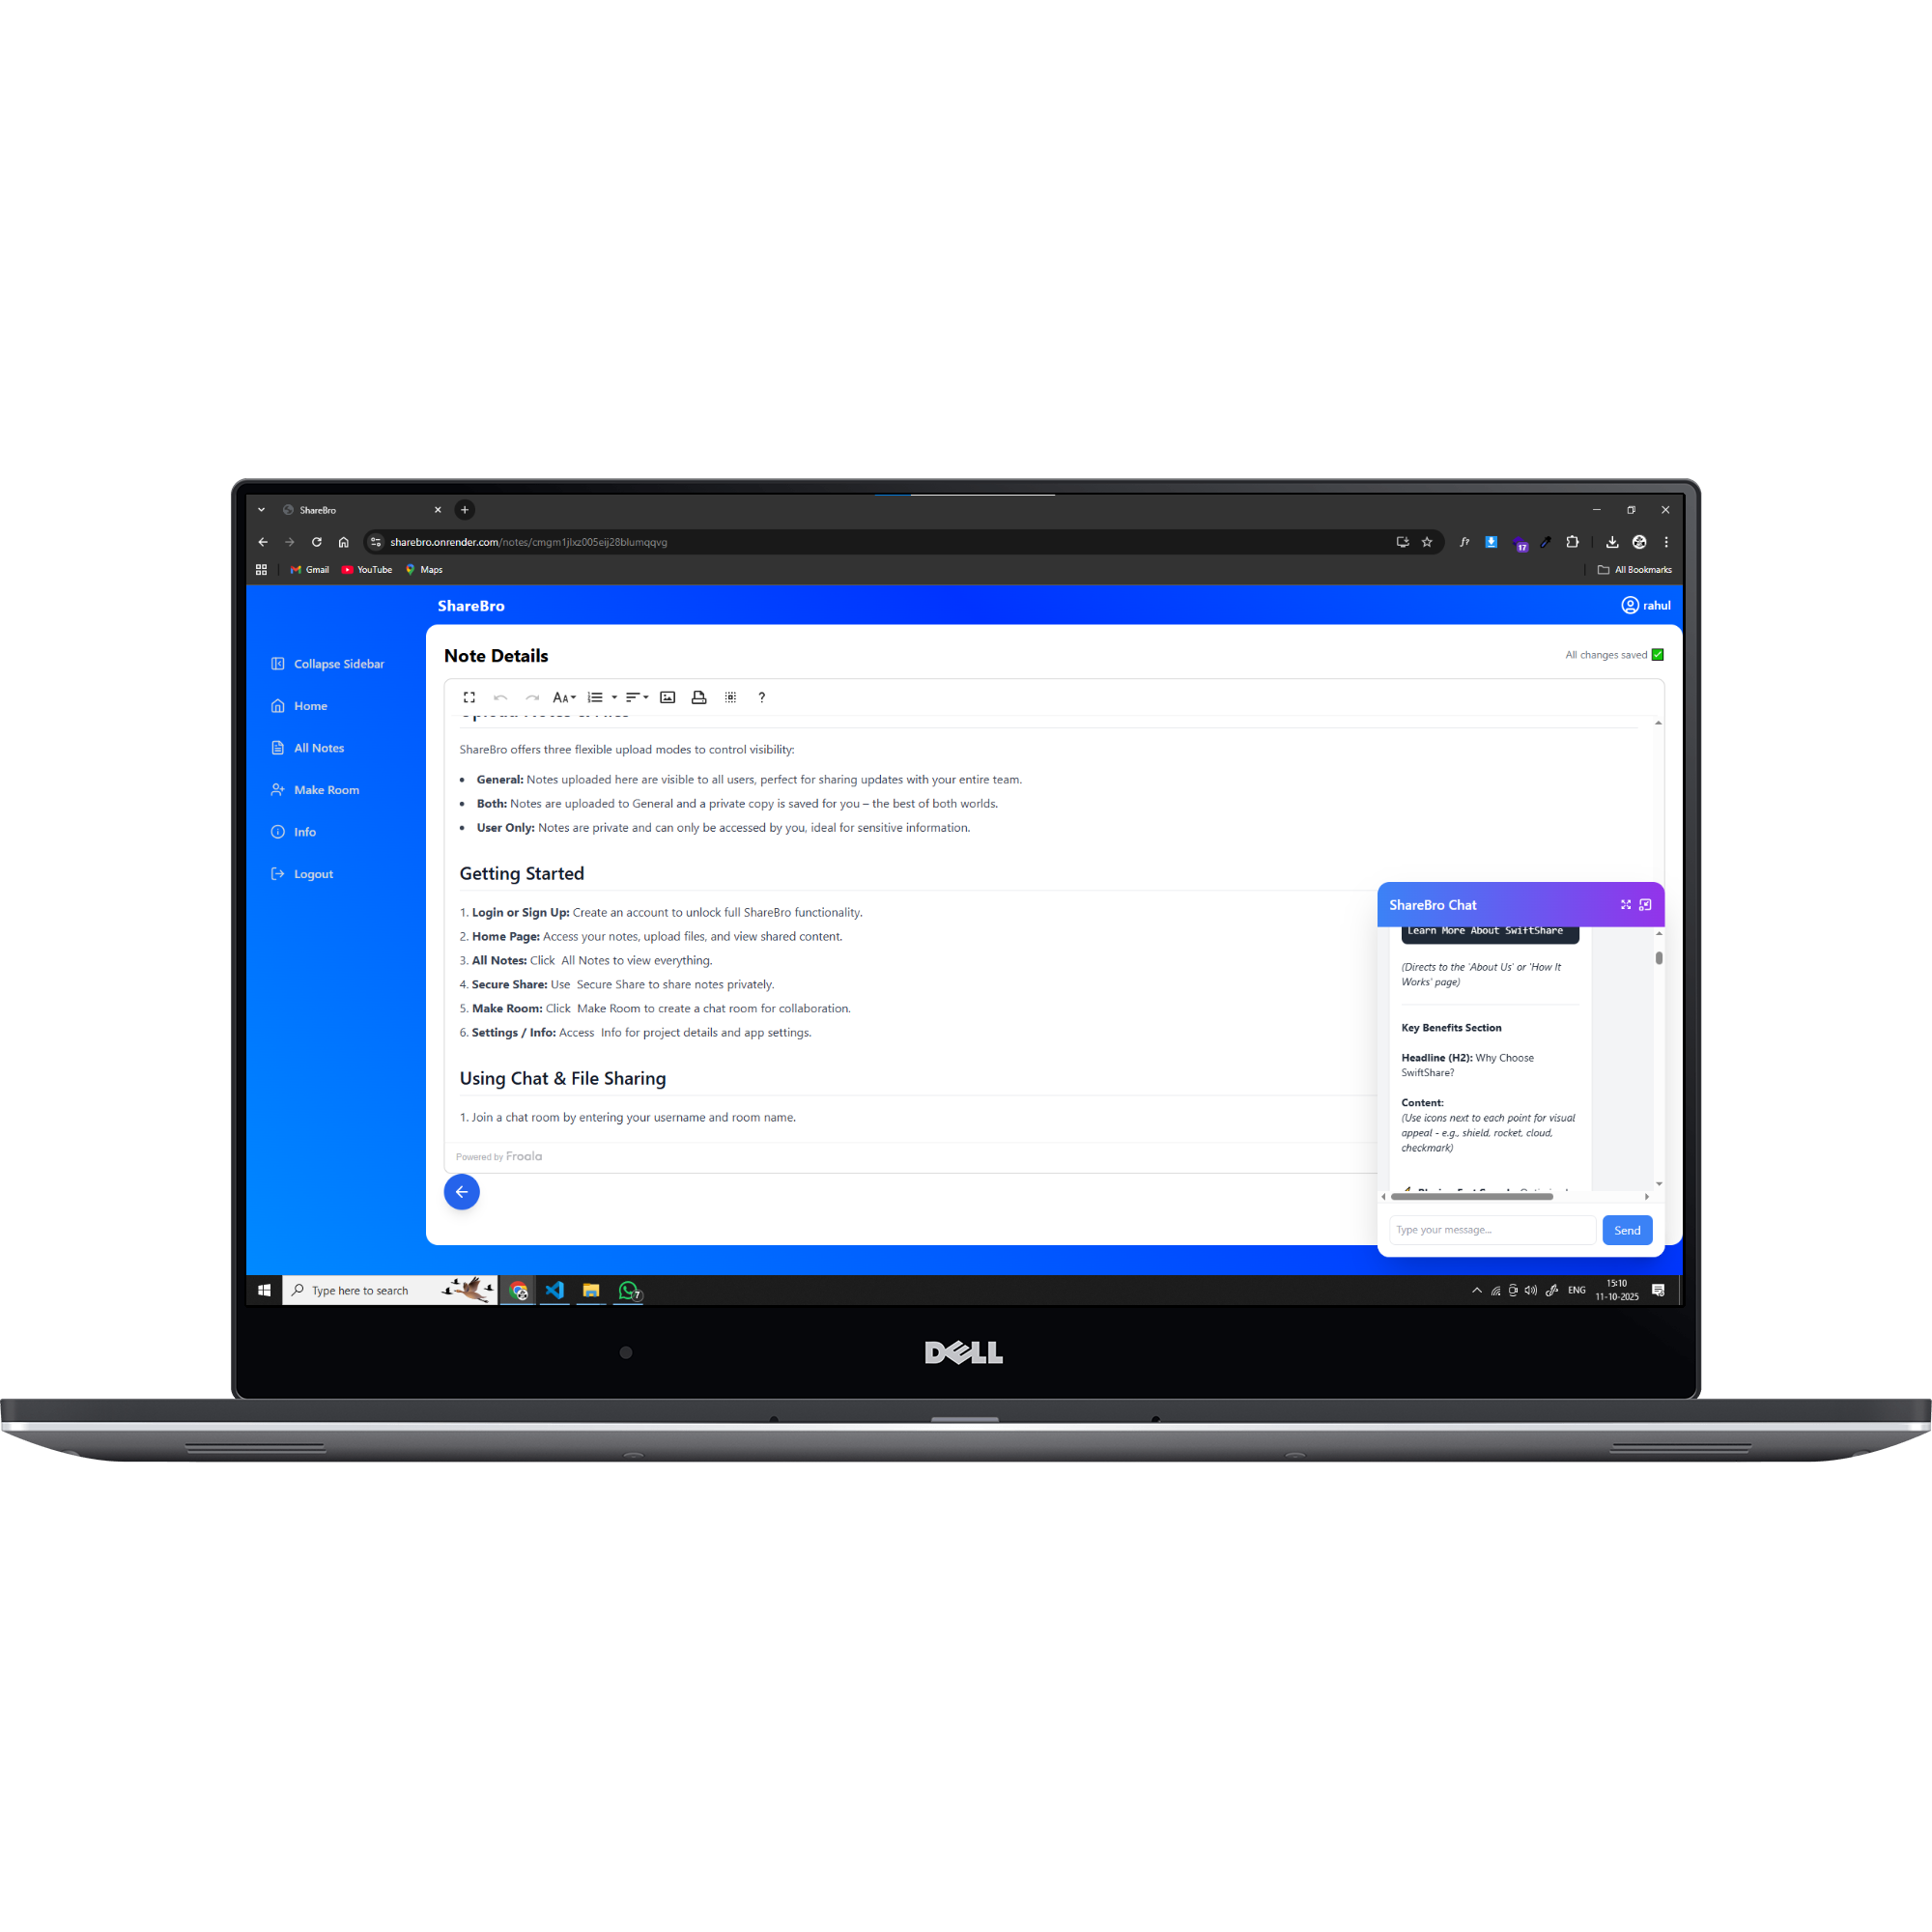 ShareBro
sharebro.onrender.com/notes/cmgm1jlxz005eij28blumqqvg
17
Gmail
YouTube
Maps
All Bookmarks
ShareBro
rahul
Collapse Sidebar
Home
All Notes
Make Room
Info
Logout
Note Details
All changes saved ✅
AA
?
Upload Notes & Files
ShareBro offers three flexible upload modes to control visibility:
• General: Notes uploaded here are visible to all users, perfect for sharing updates with your entire team.
• Both: Notes are uploaded to General and a private copy is saved for you – the best of both worlds.
• User Only: Notes are private and can only be accessed by you, ideal for sensitive information.
Getting Started
1. Login or Sign Up: Create an account to unlock full ShareBro functionality.
2. Home Page: Access your notes, upload files, and view shared content.
3. All Notes: Click All Notes to view everything.
4. Secure Share: Use Secure Share to share notes privately.
5. Make Room: Click Make Room to create a chat room for collaboration.
6. Settings / Info: Access Info for project details and app settings.
Using Chat & File Sharing
1. Join a chat room by entering your username and room name.
Powered by Froala
ShareBro Chat
Learn More About SwiftShare
(Directs to the 'About Us' or 'How It
Works' page)
Key Benefits Section
Headline (H2): Why Choose
SwiftShare?
Content:
(Use icons next to each point for visual
appeal - e.g., shield, rocket, cloud,
checkmark)
Type your message...
Send
Type here to search
7
ENG
15:10
11-10-2025
DELL